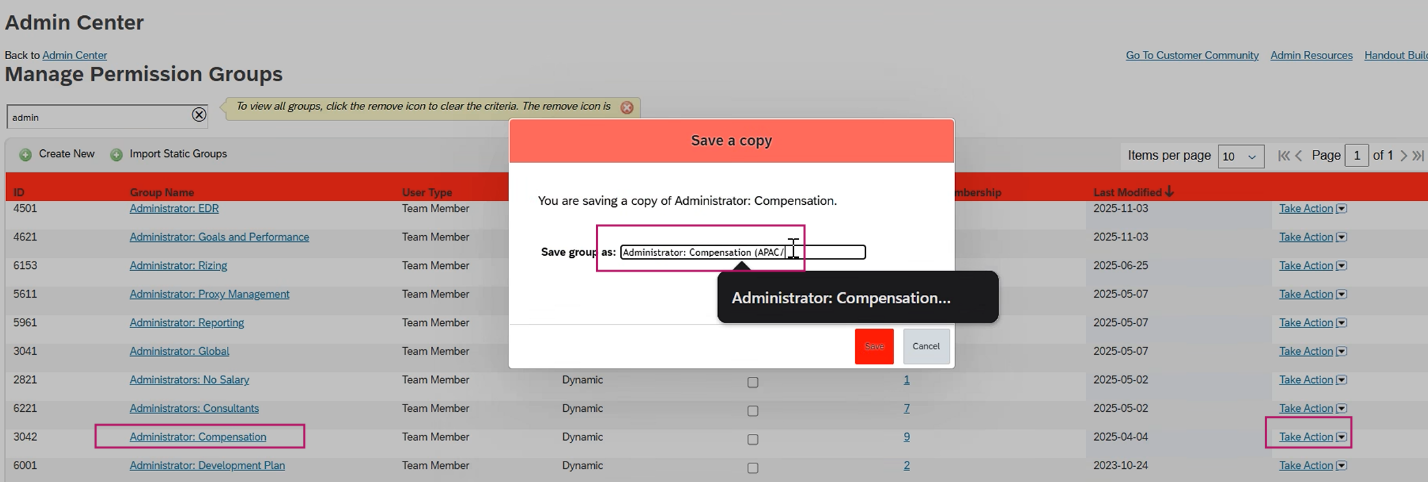 Admin Center
Back to Admin Center
Go To Customer Community Admin Resources Handout Buil
Manage Permission Groups
admin
To view all groups, click the remove icon to clear the criteria. The remove icon is
Create New Import Static Groups
Items per page 10 Page 1 of 1
ID Group Name User Type mbership Last Modified
4501 Administrator: EDR Team Member 2025-11-03 Take Action
4621 Administrator: Goals and Performance Team Member 2025-11-03 Take Action
6153 Administrator: Rizing Team Member 2025-06-25 Take Action
5611 Administrator: Proxy Management Team Member 2025-05-07 Take Action
5961 Administrator: Reporting Team Member 2025-05-07 Take Action
3041 Administrator: Global Team Member 2025-05-07 Take Action
2821 Administrators: No Salary Team Member Dynamic 1 2025-05-02 Take Action
6221 Administrators: Consultants Team Member Dynamic 7 2025-05-02 Take Action
3042 Administrator: Compensation Team Member Dynamic 9 2025-04-04 Take Action
6001 Administrator: Development Plan Team Member Dynamic 2 2023-10-24 Take Action
Save a copy
You are saving a copy of Administrator: Compensation.
Save group as: Administrator: Compensation (APAC/
Administrator: Compensation...
Save Cancel